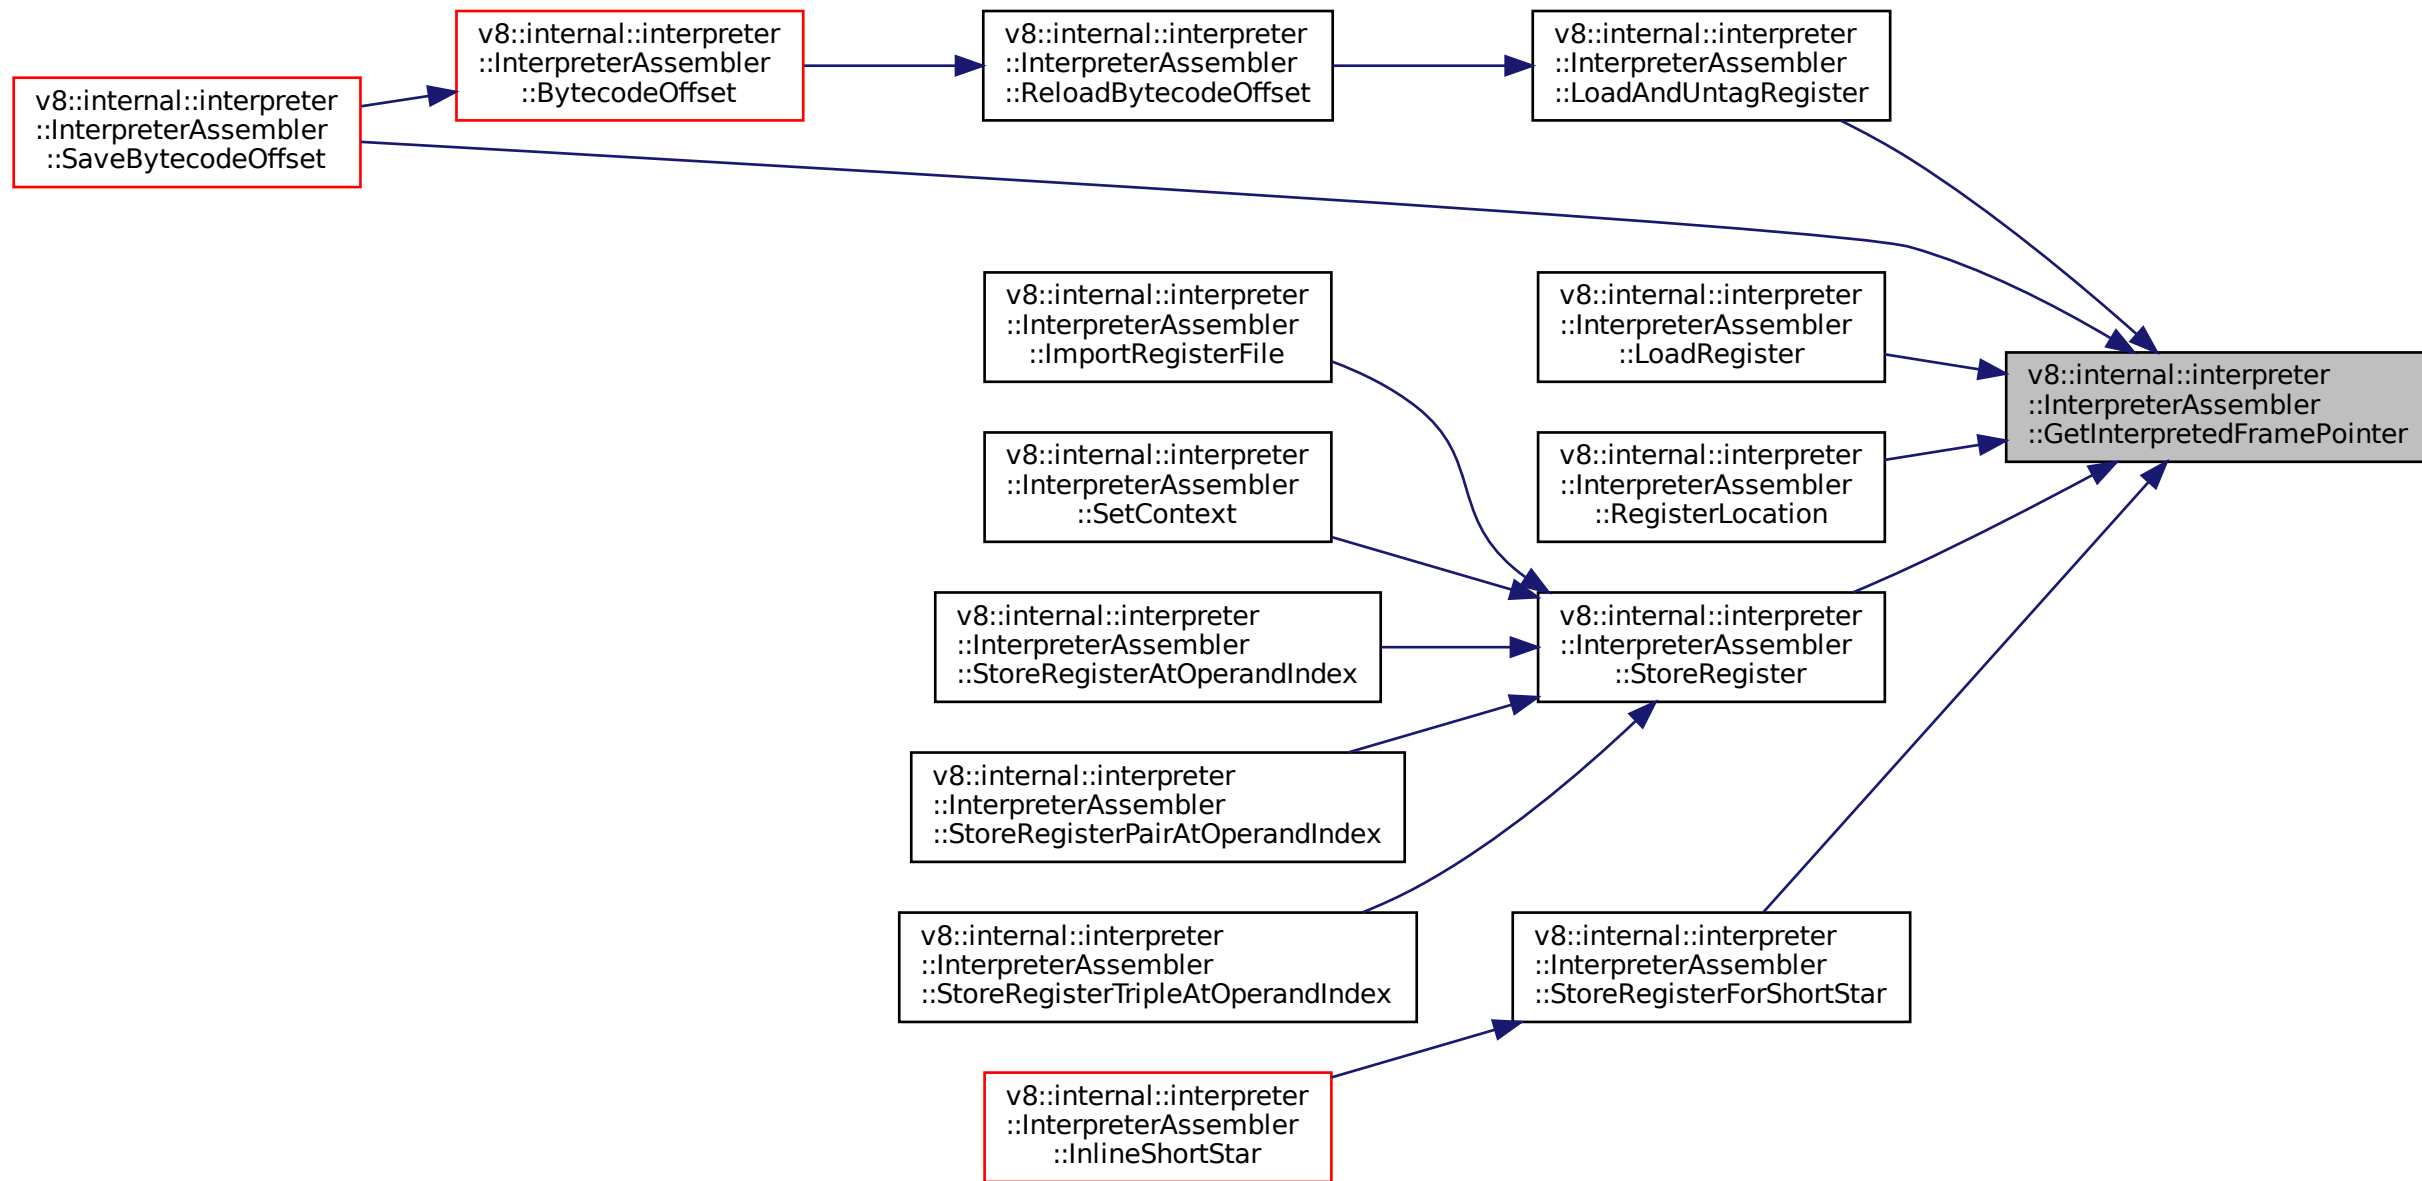 v8::internal::interpreter
::InterpreterAssembler
::SaveBytecodeOffset
v8::internal::interpreter
::InterpreterAssembler
::BytecodeOffset
v8::internal::interpreter
::InterpreterAssembler
::ReloadBytecodeOffset
v8::internal::interpreter
::InterpreterAssembler
::LoadAndUntagRegister
v8::internal::interpreter
::InterpreterAssembler
::ImportRegisterFile
v8::internal::interpreter
::InterpreterAssembler
::LoadRegister
v8::internal::interpreter
::InterpreterAssembler
::GetInterpretedFramePointer
v8::internal::interpreter
::InterpreterAssembler
::SetContext
v8::internal::interpreter
::InterpreterAssembler
::RegisterLocation
v8::internal::interpreter
::InterpreterAssembler
::StoreRegisterAtOperandIndex
v8::internal::interpreter
::InterpreterAssembler
::StoreRegister
v8::internal::interpreter
::InterpreterAssembler
::StoreRegisterPairAtOperandIndex
v8::internal::interpreter
::InterpreterAssembler
::StoreRegisterTripleAtOperandIndex
v8::internal::interpreter
::InterpreterAssembler
::StoreRegisterForShortStar
v8::internal::interpreter
::InterpreterAssembler
::InlineShortStar